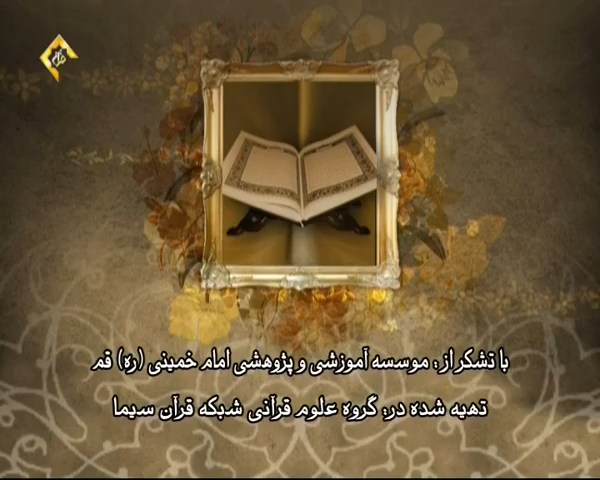 با تشکر از: موسسه آموزشی و پژوهشی امام خمینی (ره) قم
تهیه شده در: گروه علوم قرآنی شبکه قرآن سیما